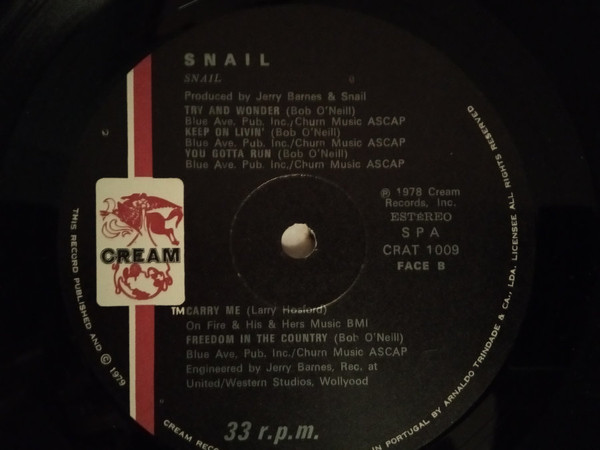 SNAIL
SNAIL
Produced by Jerry Barnes & Snail
TRY AND WONDER (Bob O'Neill)
Blue Ave. Pub. Inc./Churn Music ASCAP
KEEP ON LIVIN' (Bob O'Neill)
Blue Ave. Pub. Inc./Churn Music ASCAP
YOU GOTTA RUN (Bob O'Neill)
Blue Ave. Pub. Inc./Churn Music ASCAP
℗ 1978 Cream
Records, Inc.
ESTéREO
SPA
CRAT 1009
FACE B
CREAM
TM
CARRY ME (Larry Hosford)
On Fire & His & Hers Music BMI
FREEDOM IN THE COUNTRY (Bob O'Neill)
Blue Ave. Pub. Inc./Churn Music ASCAP
Engineered by Jerry Barnes, Rec. at
United/Western Studios, Wollyood
33 r.p.m.
THIS RECORD PUBLISHED AND © 1979
CREAM
IN PORTUGAL BY ARNALDO TRINDADE & CA., LDA. LICENSEE ALL RIGHTS RESERVED